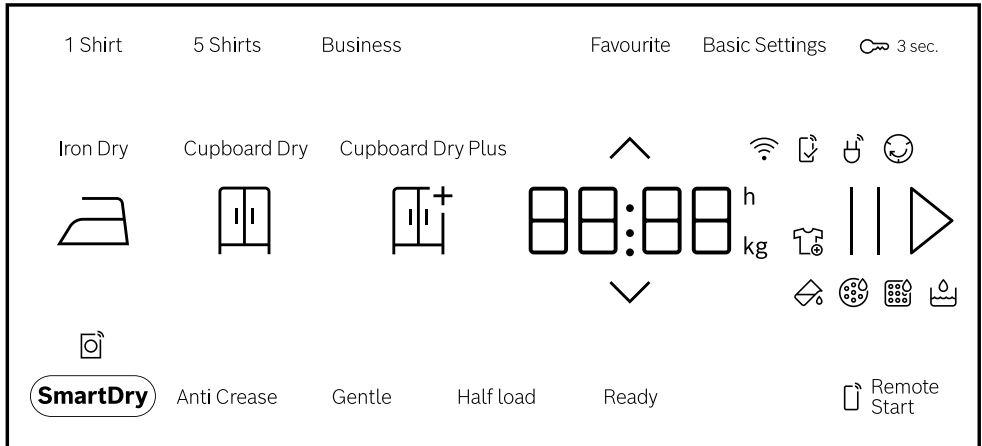 1 Shirt 5 Shirts Business Favourite Basic Settings 3 sec.
Iron Dry Cupboard Dry Cupboard Dry Plus
88:88 h
kg
SmartDry Anti Crease Gentle Half load Ready Remote
Start